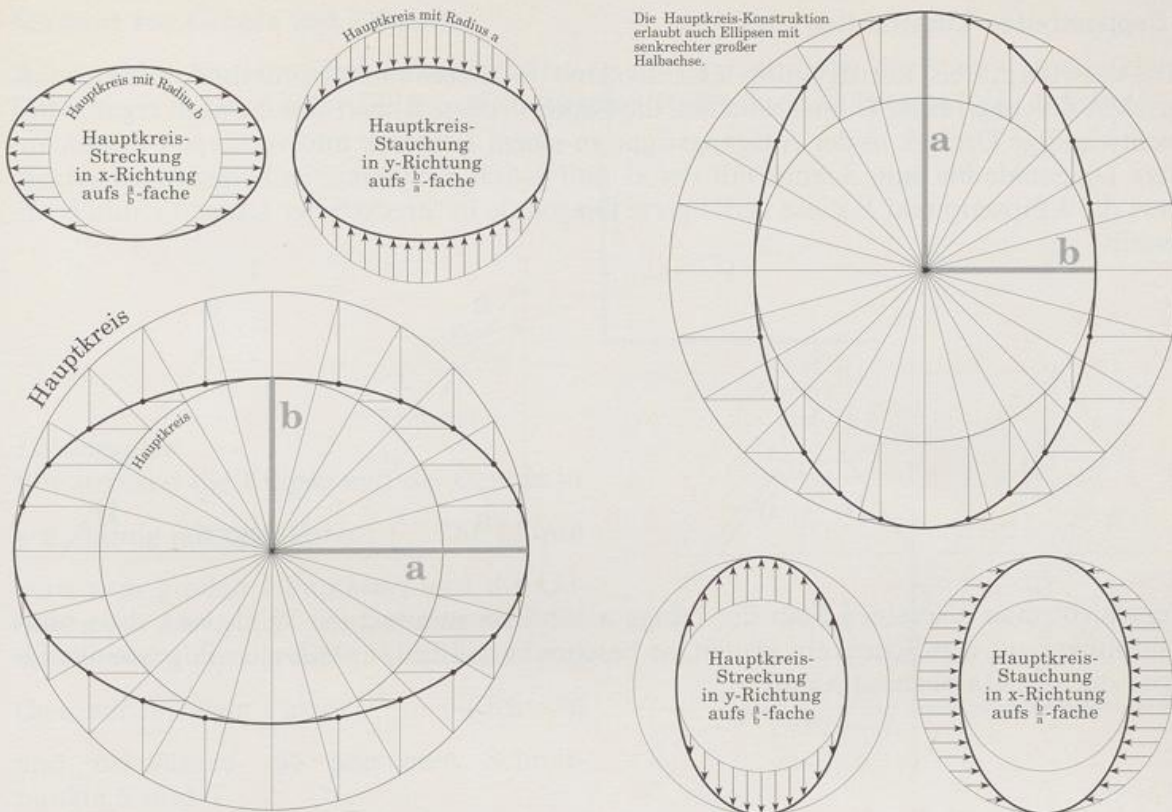 Hauptkreis mit Radius b
Hauptkreis-
Streckung
in x-Richtung
aufs a/b-fache
Hauptkreis mit Radius a
Hauptkreis-
Stauchung
in y-Richtung
aufs b/a-fache
Die Hauptkreis-Konstruktion
erlaubt auch Ellipsen mit
senkrechter großer
Halbachse.
a
b
Hauptkreis
Hauptkreis
b
a
Hauptkreis-
Streckung
in y-Richtung
aufs a/b-fache
Hauptkreis-
Stauchung
in x-Richtung
aufs b/a-fache